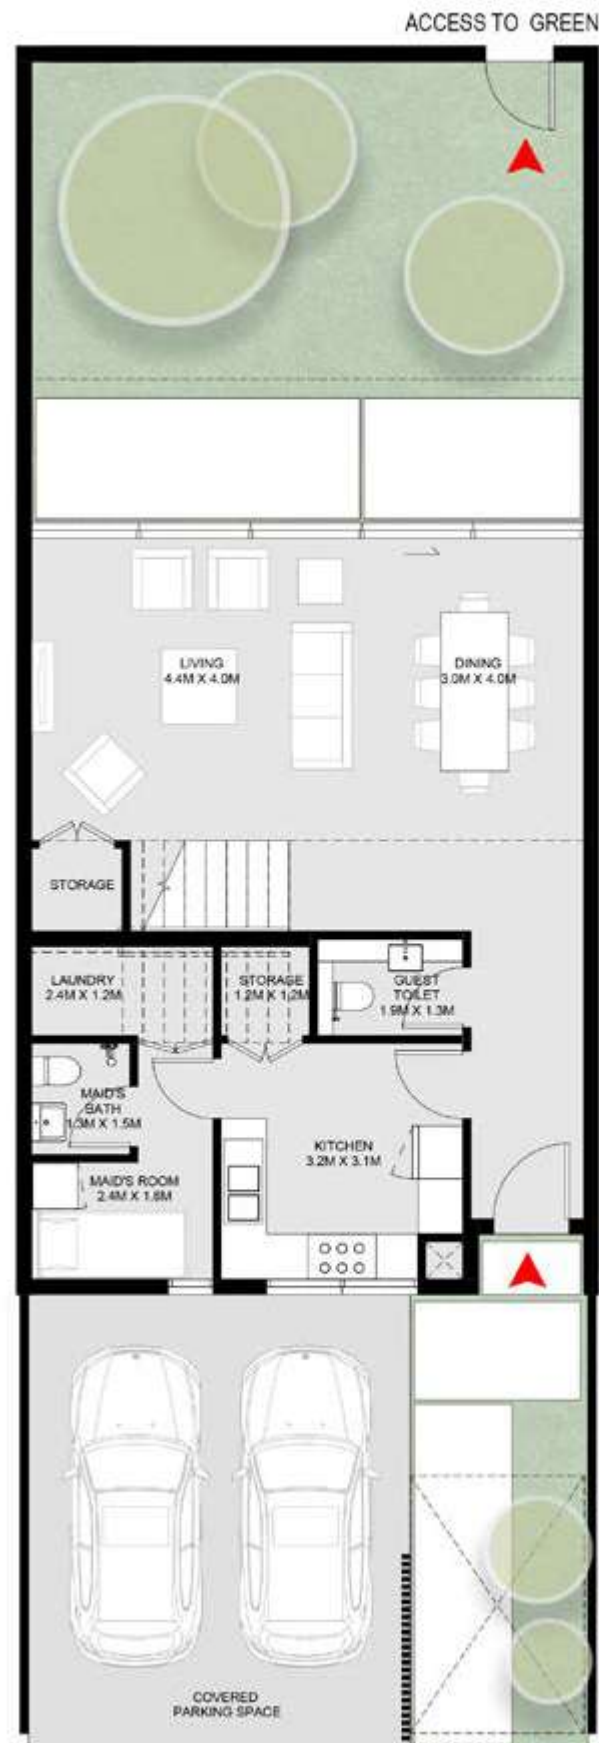 ACCESS TO GREEN
LIVING
4.4M X 4.0M
DINING
3.0M X 4.0M
STORAGE
LAUNDRY
2.4M X 1.2M
STORAGE
1.2M X 1.2M
GUEST
TOILET
1.9M X 1.3M
MAID'S
BATH
1.3M X 1.5M
KITCHEN
3.2M X 3.1M
MAID'S ROOM
2.4M X 1.8M
COVERED
PARKING SPACE